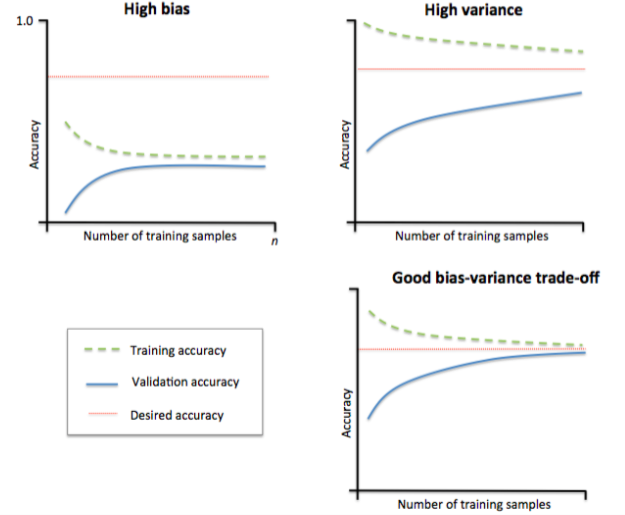 High bias
1.0
Accuracy
Number of training samples
n
High variance
Accuracy
Number of training samples
Training accuracy
Validation accuracy
Desired accuracy
Good bias-variance trade-off
Accuracy
Number of training samples